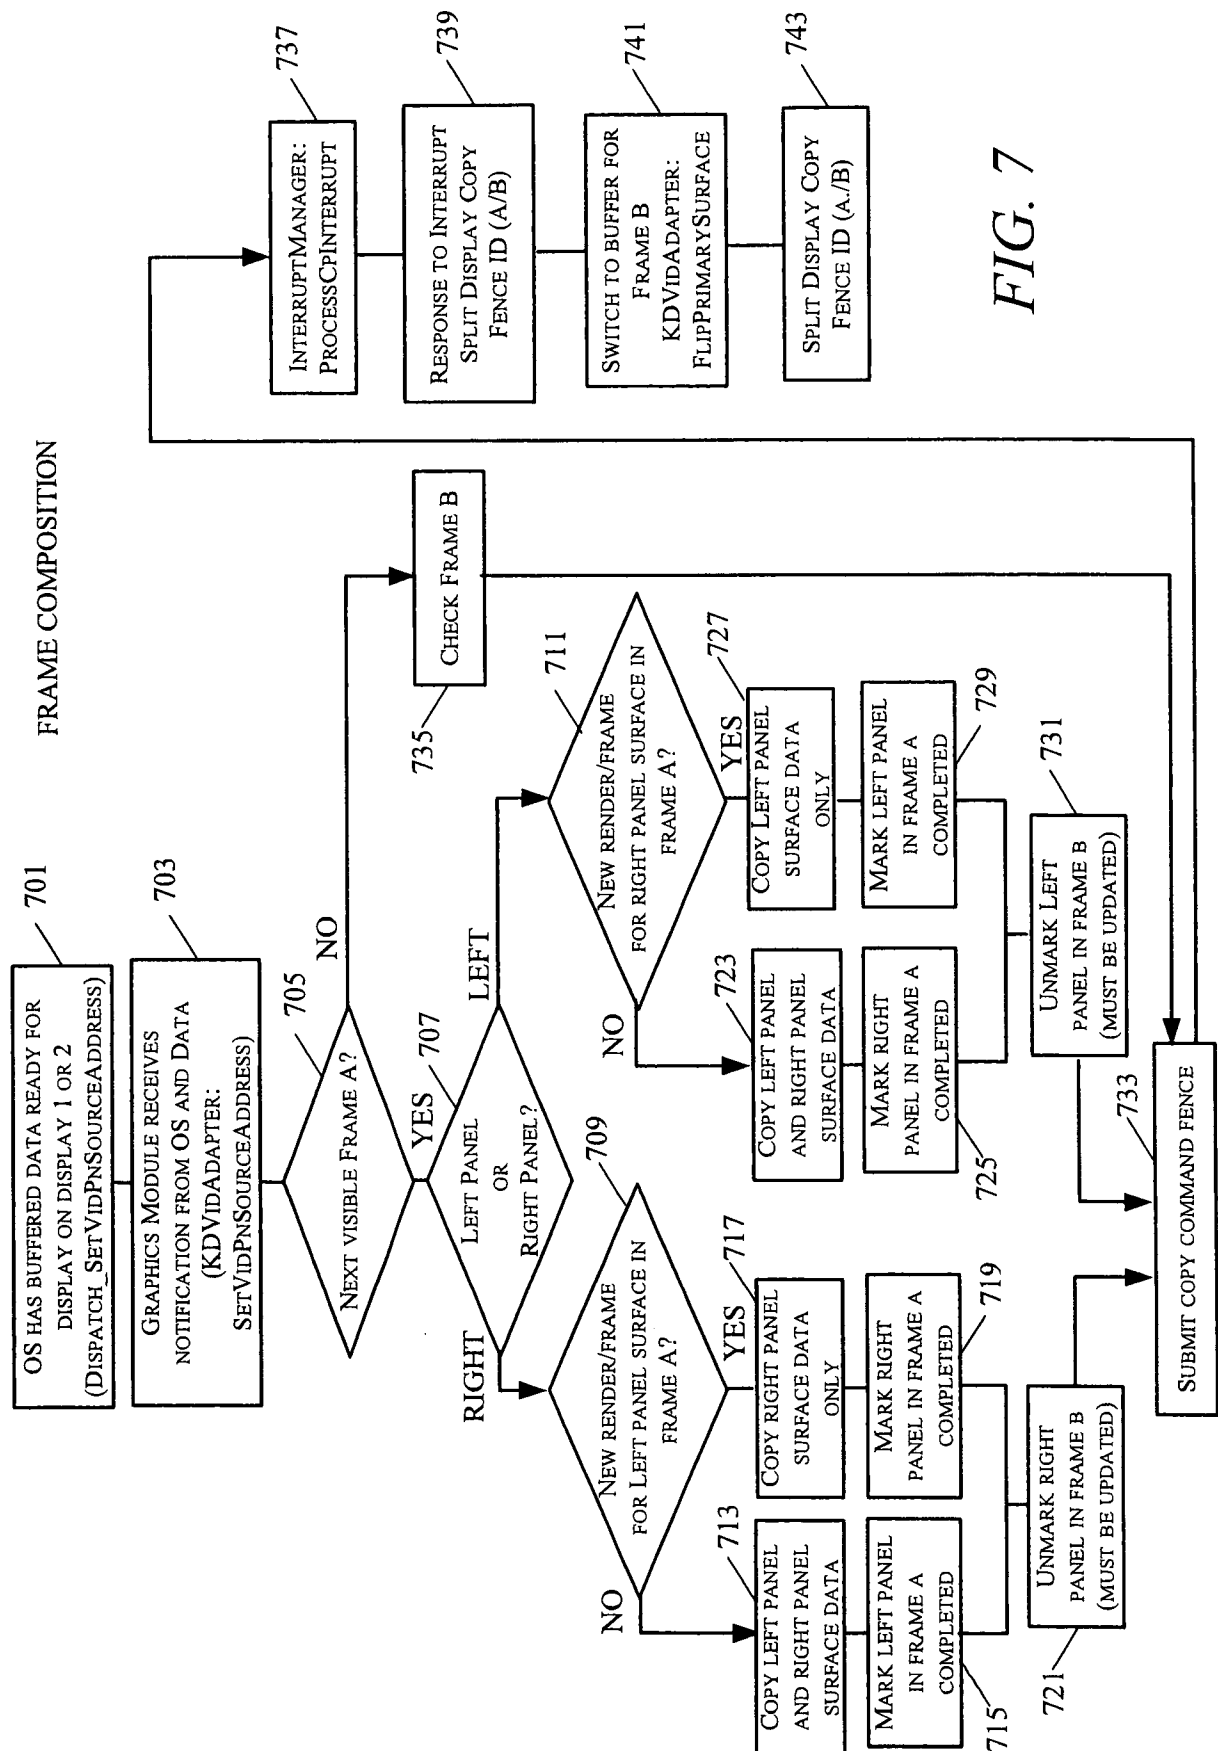 FRAME COMPOSITION
701
OS HAS BUFFERED DATA READY FOR
DISPLAY ON DISPLAY 1 OR 2
(DISPATCH_SETVIDPNSOURCEADDRESS)
703
GRAPHICS MODULE RECEIVES
NOTIFICATION FROM OS AND DATA
(KDVIDADAPTER:
SETVIDPNSOURCEADDRESS)
705
NEXT VISIBLE FRAME A?
NO
YES
707
LEFT PANEL
OR
RIGHT PANEL?
RIGHT
LEFT
709
NEW RENDER/FRAME
FOR LEFT PANEL SURFACE IN
FRAME A?
NO
YES
713
COPY LEFT PANEL
AND RIGHT PANEL
SURFACE DATA
715
MARK LEFT PANEL
IN FRAME A
COMPLETED
717
COPY RIGHT PANEL
SURFACE DATA
ONLY
719
MARK RIGHT
PANEL IN FRAME A
COMPLETED
721
UNMARK RIGHT
PANEL IN FRAME B
(MUST BE UPDATED)
711
NEW RENDER/FRAME
FOR RIGHT PANEL SURFACE IN
FRAME A?
NO
YES
723
COPY LEFT PANEL
AND RIGHT PANEL
SURFACE DATA
725
MARK RIGHT
PANEL IN FRAME A
COMPLETED
727
COPY LEFT PANEL
SURFACE DATA
ONLY
729
MARK LEFT PANEL
IN FRAME A
COMPLETED
731
UNMARK LEFT
PANEL IN FRAME B
(MUST BE UPDATED)
733
SUBMIT COPY COMMAND FENCE
735
CHECK FRAME B
737
INTERRUPTMANAGER:
PROCESSCPINTERRUPT
739
RESPONSE TO INTERRUPT
SPLIT DISPLAY COPY
FENCE ID (A/B)
741
SWITCH TO BUFFER FOR
FRAME B
KDVIDADAPTER:
FLIPPRIMARYSURFACE
743
SPLIT DISPLAY COPY
FENCE ID (A./B)
FIG. 7